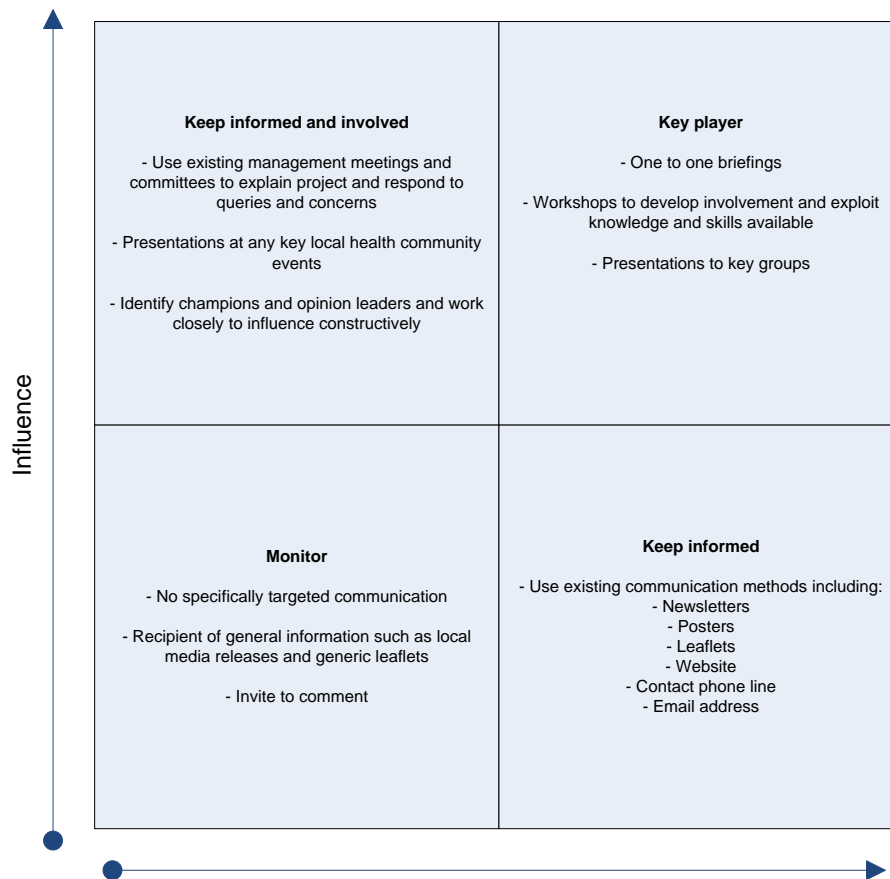 Keep informed and involved
- Use existing management meetings and
committees to explain project and respond to
queries and concerns
- Presentations at any key local health community
events
- Identify champions and opinion leaders and work
closely to influence constructively
Key player
- One to one briefings
- Workshops to develop involvement and exploit
knowledge and skills available
- Presentations to key groups
Influence
Monitor
- No specifically targeted communication
- Recipient of general information such as local
media releases and generic leaflets
- Invite to comment
Keep informed
- Use existing communication methods including:
- Newsletters
- Posters
- Leaflets
- Website
- Contact phone line
- Email address